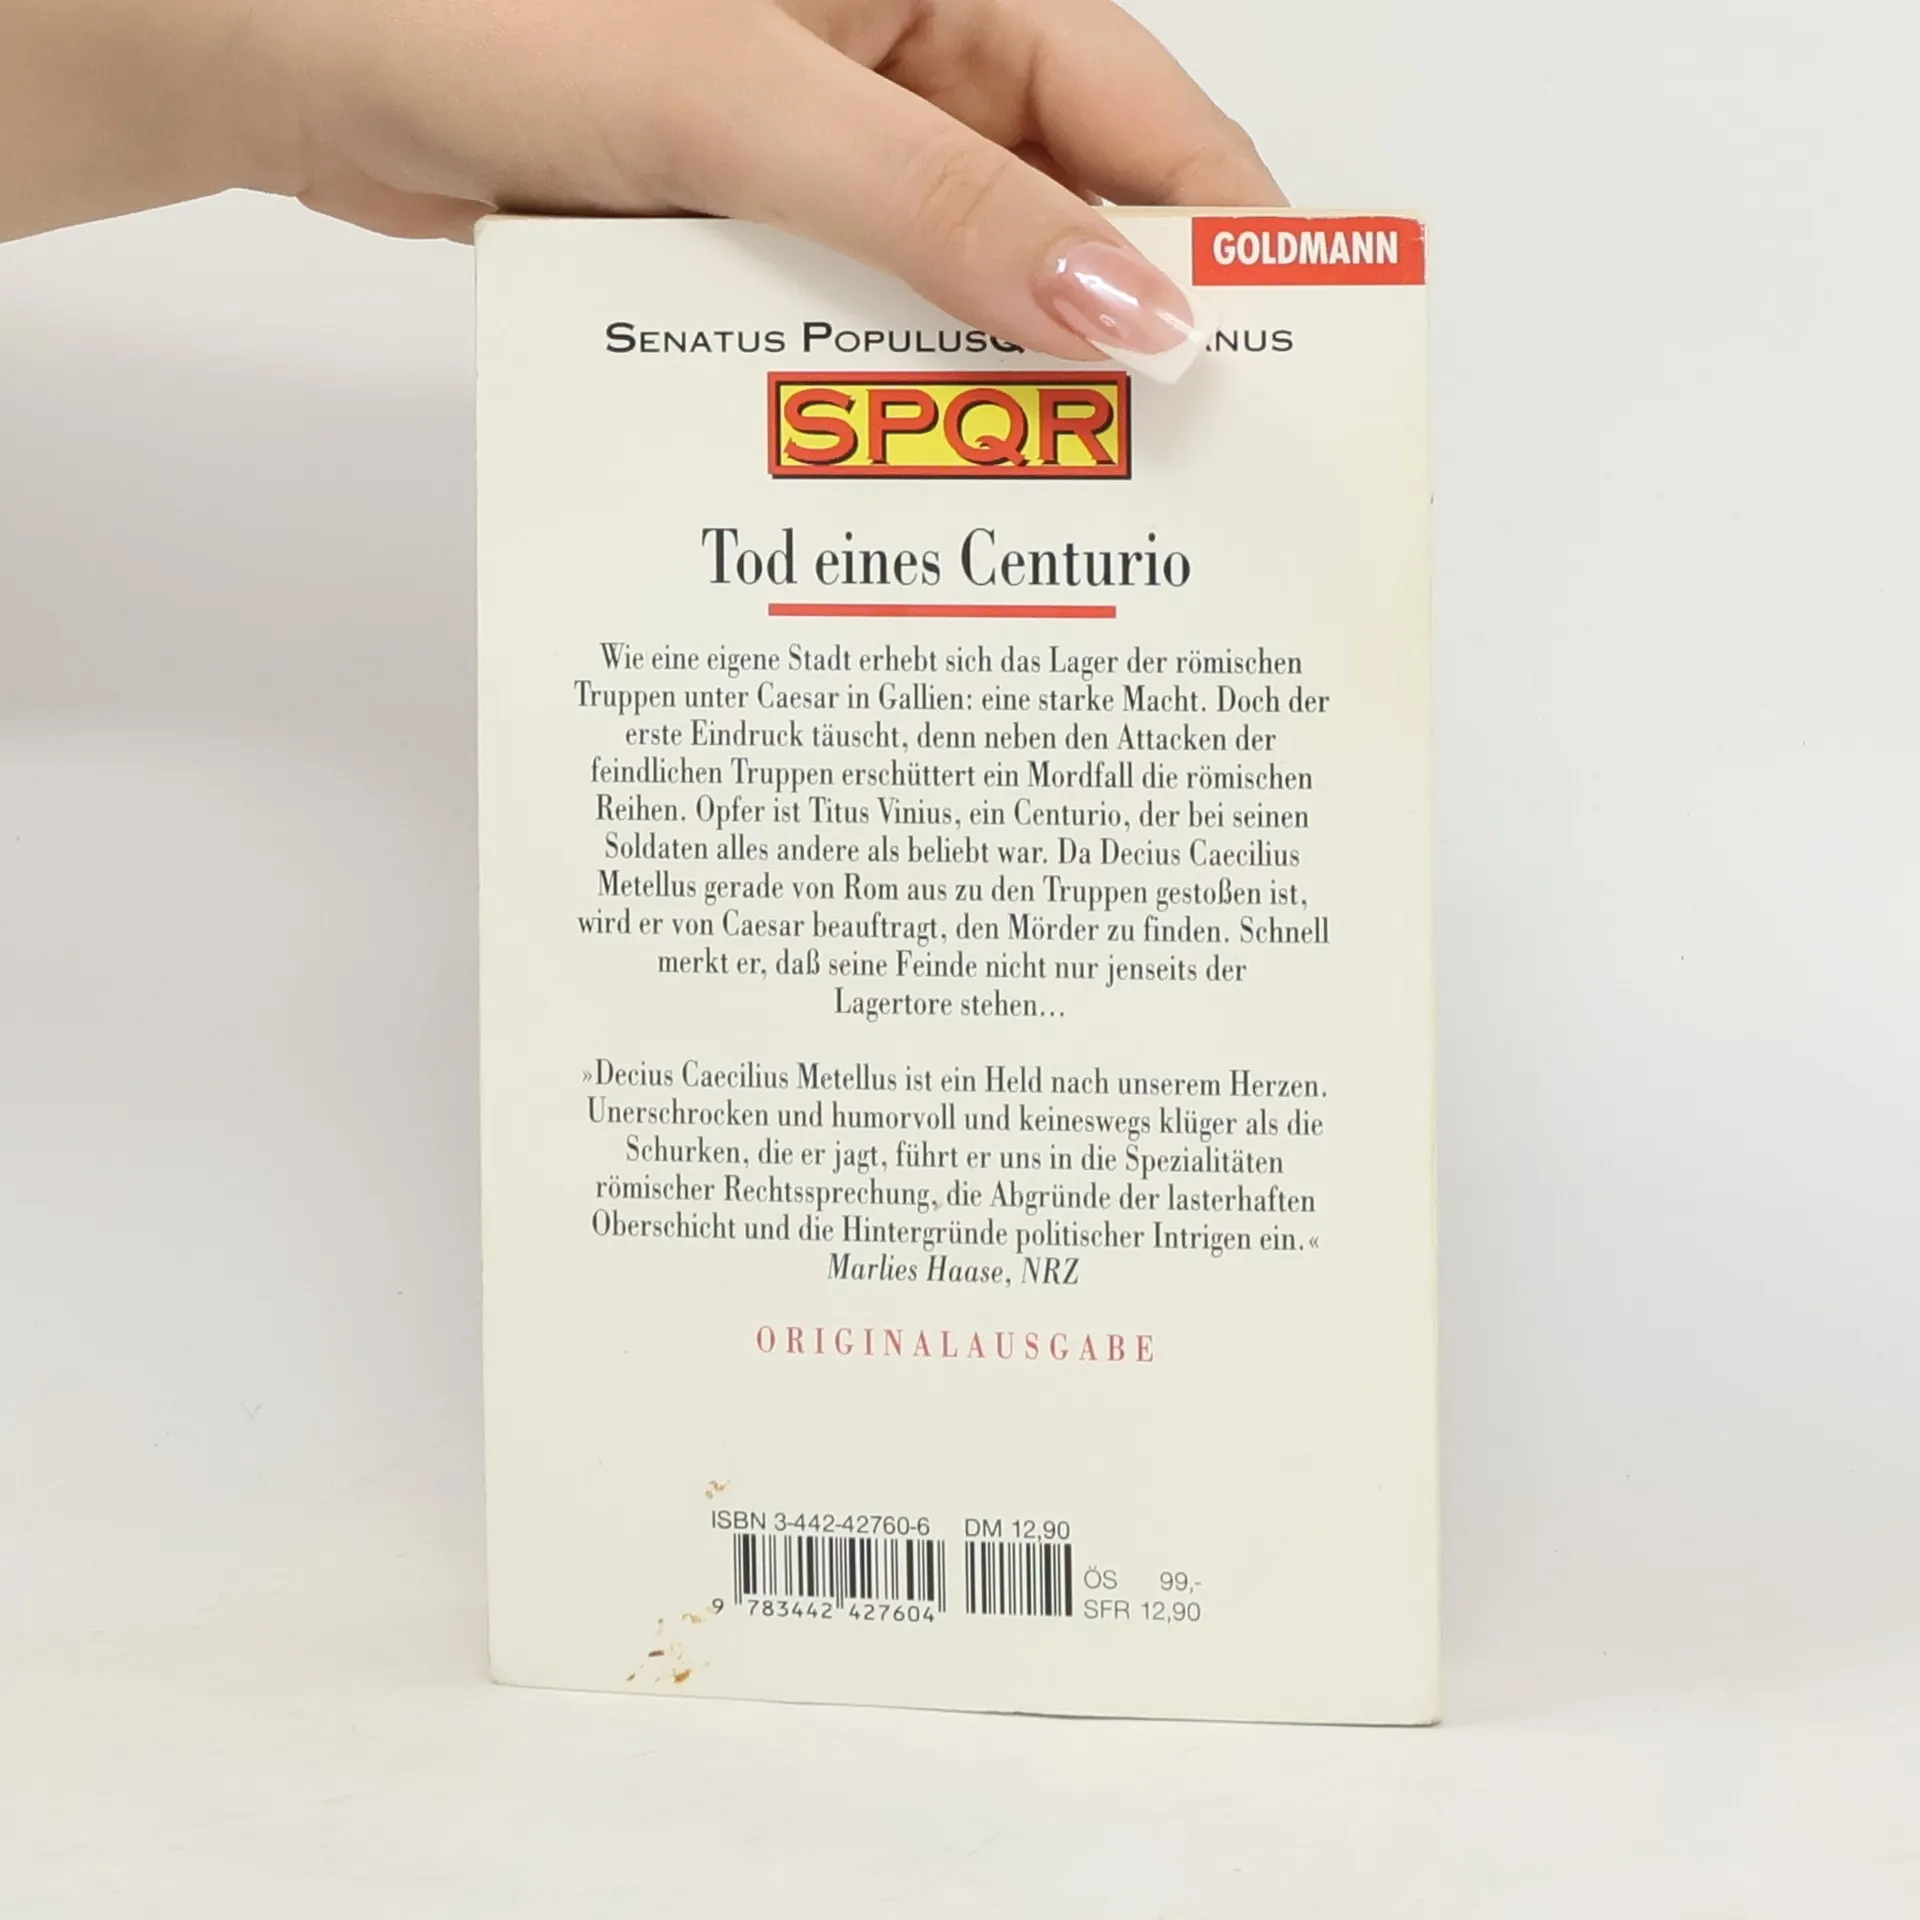 GOLDMANN
SENATUS POPULUSQ
NUS
SPQR
Tod eines Centurio
Wie eine eigene Stadt erhebt sich das Lager der römischen
Truppen unter Caesar in Gallien: eine starke Macht. Doch der
erste Eindruck täuscht, denn neben den Attacken der
feindlichen Truppen erschüttert ein Mordfall die römischen
Reihen. Opfer ist Titus Vinius, ein Centurio, der bei seinen
Soldaten alles andere als beliebt war. Da Decius Caecilius
Metellus gerade von Rom aus zu den Truppen gestoßen ist,
wird er von Caesar beauftragt, den Mörder zu finden. Schnell
merkt er, daß seine Feinde nicht nur jenseits der
Lagertore stehen...
»Decius Caecilius Metellus ist ein Held nach unserem Herzen.
Unerschrocken und humorvoll und keineswegs klüger als die
Schurken, die er jagt, führt er uns in die Spezialitäten
römischer Rechtssprechung, die Abgründe der lasterhaften
Oberschicht und die Hintergründe politischer Intrigen ein.«
Marlies Haase, NRZ
ORIGINALAUSGABE
ISBN 3-442-42760-6 DM 12,90
ÖS 99,-
SFR 12,90
9 783442 427604